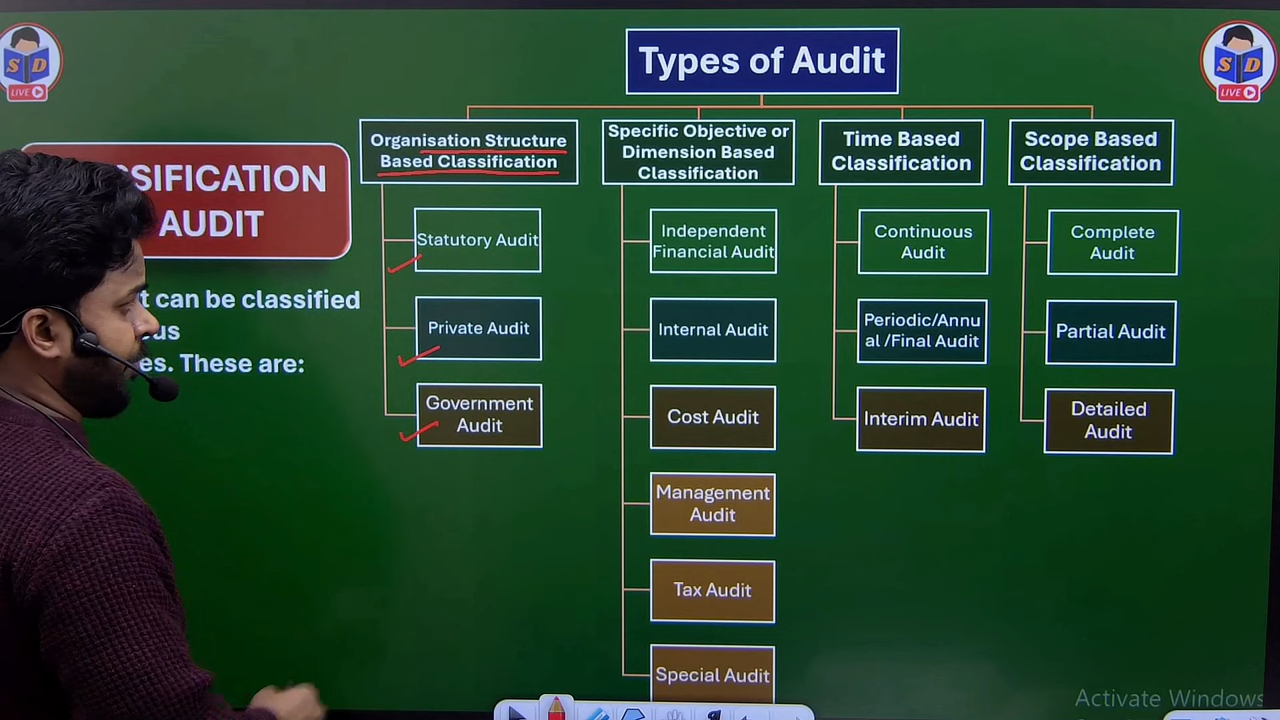 Types of Audit
S D
LIVE
S D
LIVE
SSIFICATION
AUDIT
t can be classified
us
es. These are:
Organisation Structure
Based Classification
Statutory Audit
Private Audit
Government
Audit
Specific Objective or
Dimension Based
Classification
Independent
Financial Audit
Internal Audit
Cost Audit
Management
Audit
Tax Audit
Special Audit
Time Based
Classification
Continuous
Audit
Periodic/Annu
al /Final Audit
Interim Audit
Scope Based
Classification
Complete
Audit
Partial Audit
Detailed
Audit
Activate Windows